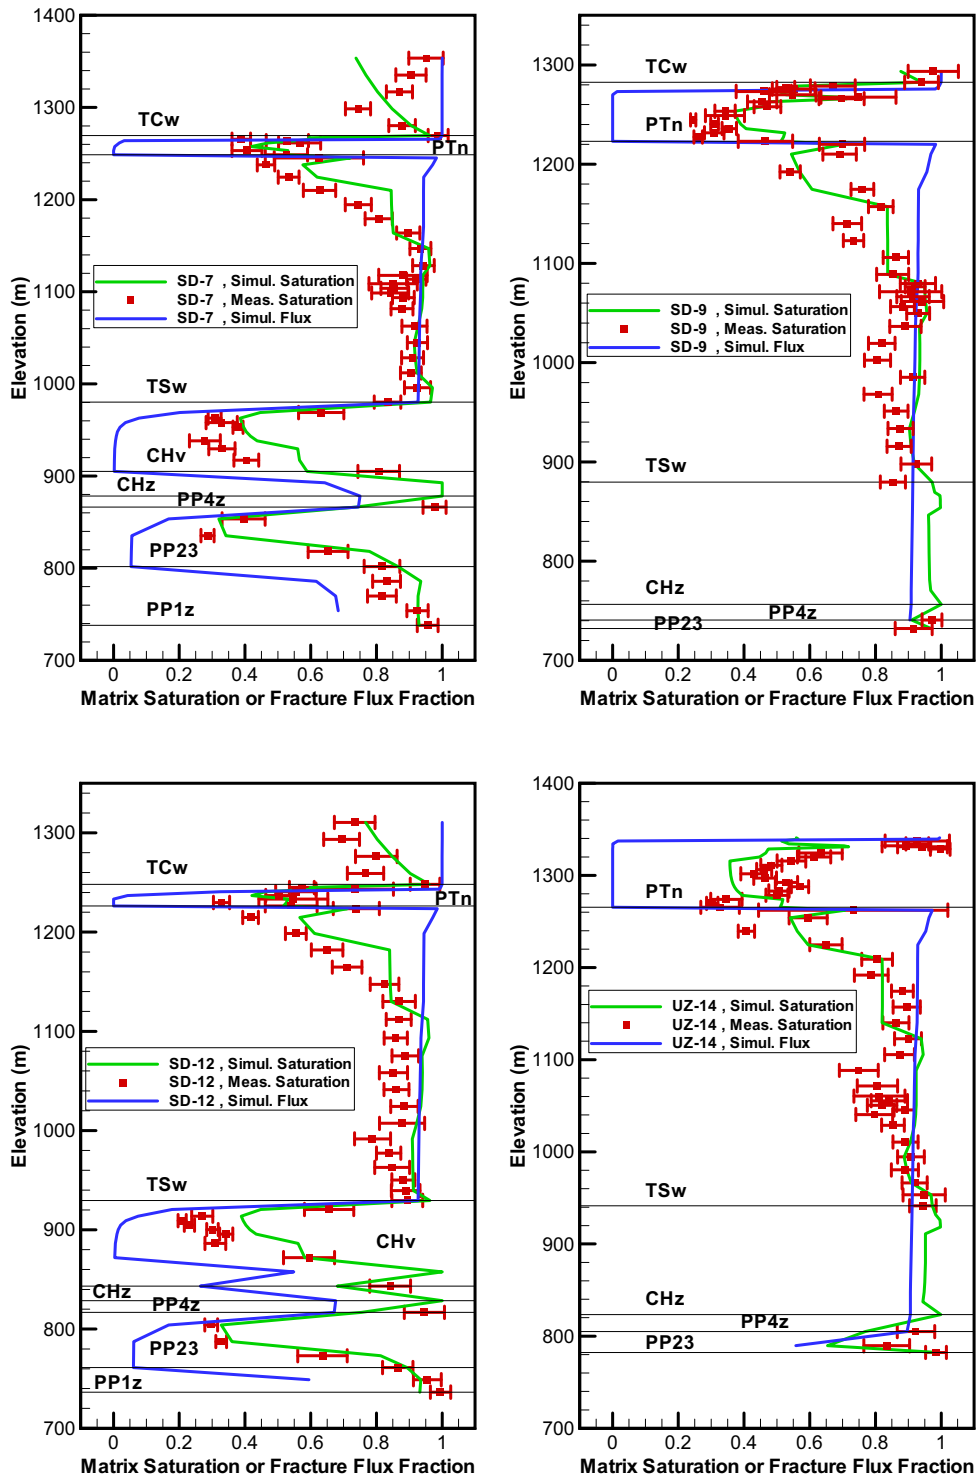 1400
1300
1200
1100
1000
900
800
700
Elevation (m)
TCw
PTn
SD-7 , Simul. Saturation
SD-7 , Meas. Saturation
SD-7 , Simul. Flux
TSw
CHv
CHz
PP4z
PP23
PP1z
0 0.2 0.4 0.6 0.8 1
Matrix Saturation or Fracture Flux Fraction
1300
1200
1100
1000
900
800
700
Elevation (m)
TCw
PTn
SD-9 , Simul. Saturation
SD-9 , Meas. Saturation
SD-9 , Simul. Flux
TSw
CHz
PP4z
PP23
0 0.2 0.4 0.6 0.8 1
Matrix Saturation or Fracture Flux Fraction
1300
1200
1100
1000
900
800
700
Elevation (m)
TCw
PTn
SD-12 , Simul. Saturation
SD-12 , Meas. Saturation
SD-12 , Simul. Flux
TSw
CHv
CHz
PP4z
PP23
PP1z
0 0.2 0.4 0.6 0.8 1
Matrix Saturation or Fracture Flux Fraction
1400
1300
1200
1100
1000
900
800
700
Elevation (m)
PTn
UZ-14 , Simul. Saturation
UZ-14 , Meas. Saturation
UZ-14 , Simul. Flux
TSw
CHz
PP4z
PP23
0 0.2 0.4 0.6 0.8 1
Matrix Saturation or Fracture Flux Fraction